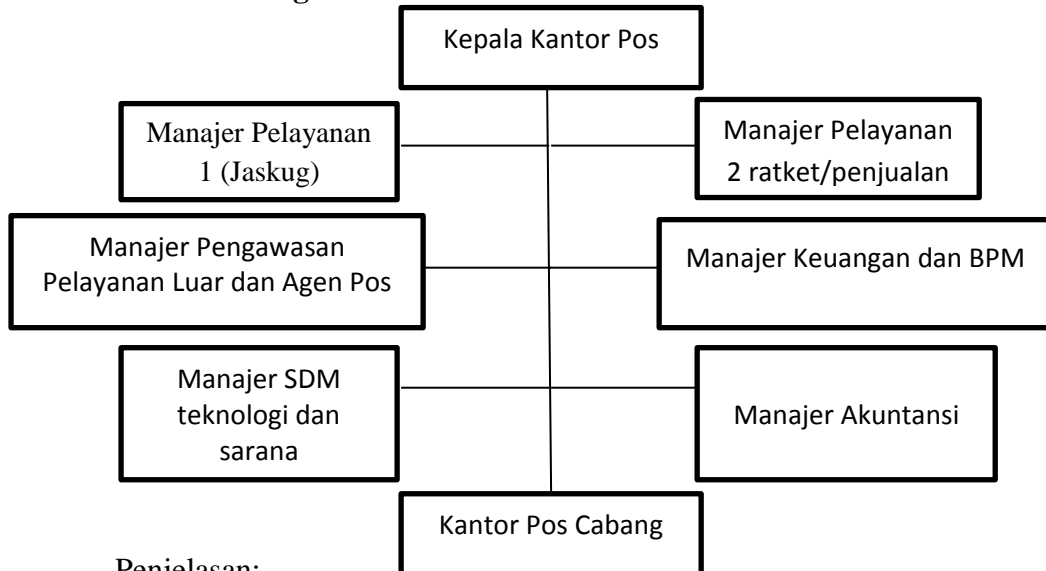 Kepala Kantor Pos
Manajer Pelayanan
1 (Jaskug)
Manajer Pelayanan
2 ratket/penjualan
Manajer Pengawasan
Pelayanan Luar dan Agen Pos
Manajer Keuangan dan BPM
Manajer SDM
teknologi dan
sarana
Manajer Akuntansi
Kantor Pos Cabang
Penjelasan: